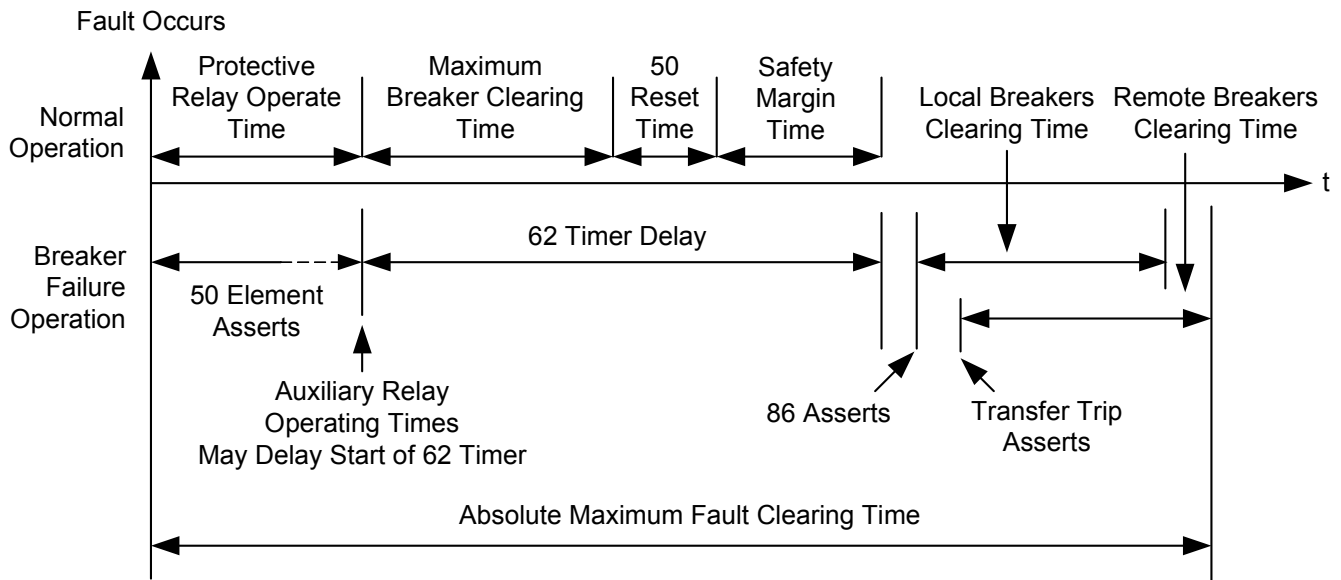 Fault Occurs
Protective
Relay Operate
Time
Maximum
Breaker Clearing
Time
50
Reset
Time
Safety
Margin
Time
Local Breakers
Clearing Time
Remote Breakers
Clearing Time
Normal
Operation
t
Breaker
Failure
Operation
62 Timer Delay
50 Element
Asserts
Auxiliary Relay
Operating Times
May Delay Start of 62 Timer
86 Asserts
Transfer Trip
Asserts
Absolute Maximum Fault Clearing Time